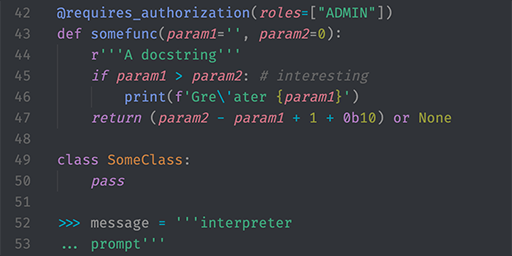 42 @requires_authorization(roles=["ADMIN"])
43 def somefunc(param1='', param2=0):
44     r'''A docstring'''
45     if param1 > param2: # interesting
46         print(f'Gre\'ater {param1}')
47     return (param2 - param1 + 1 + 0b10) or None
48
49 class SomeClass:
50     pass
51
52 >>> message = '''interpreter
53 ... prompt'''